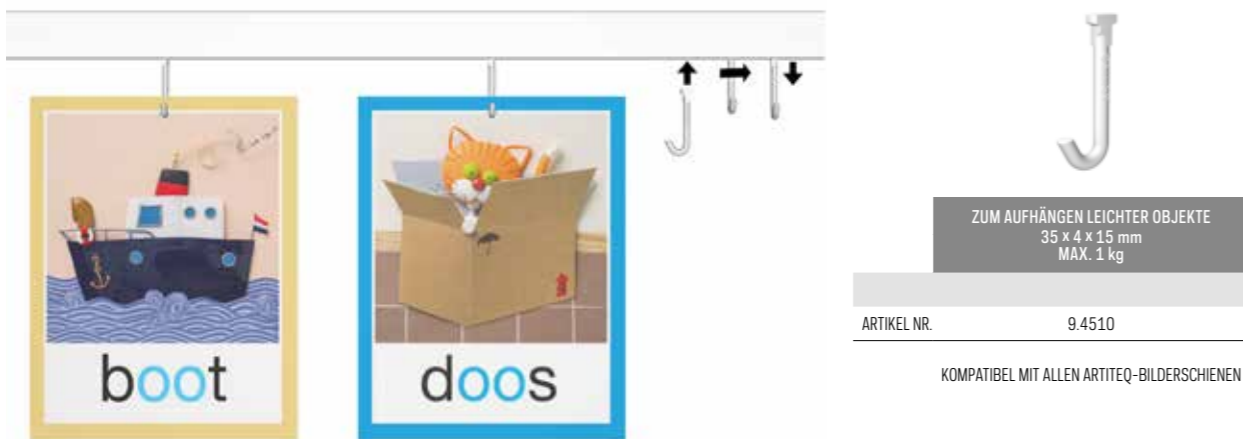 boot
doos
ZUM AUFHÄNGEN LEICHTER OBJEKTE
35 x 4 x 15 mm
MAX. 1 kg
ARTIKEL NR. 9.4510
KOMPATIBEL MIT ALLEN ARTITEQ-BILDERSCHIENEN